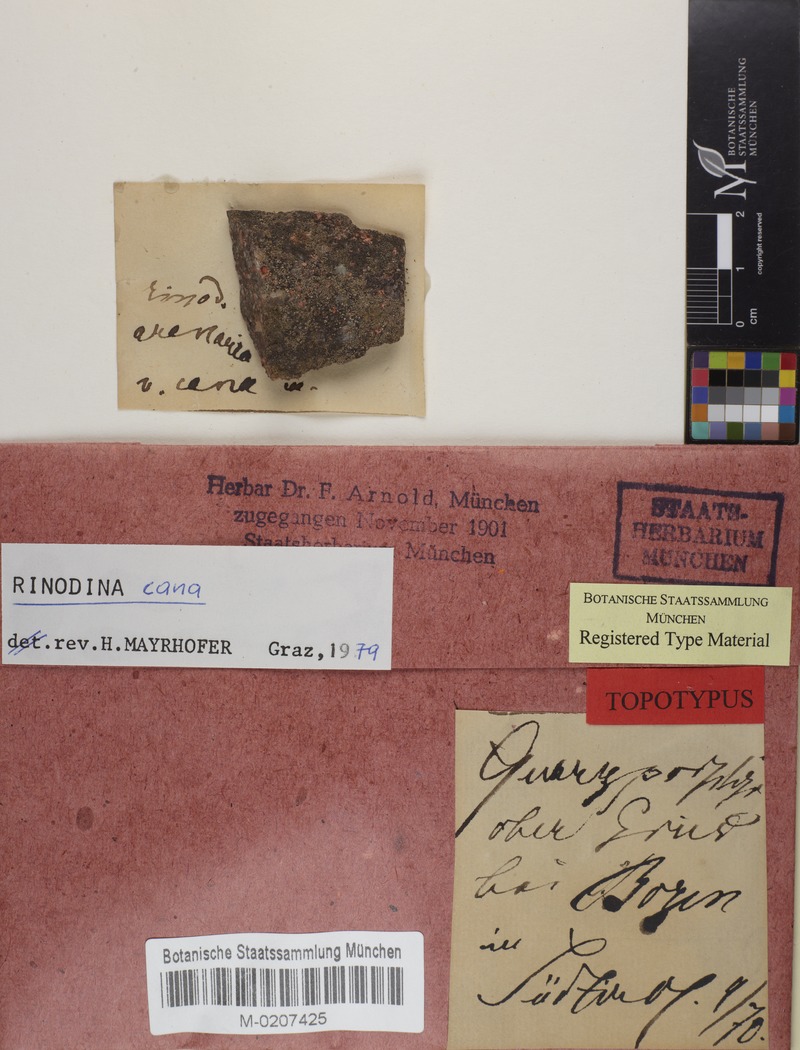 BOTANISCHE
STAATSSAMMLUNG
MÜNCHEN
copyright reserved
0 1 2
cm
Rinod.
arenaria
v. cana m.
Herbar Dr. F. Arnold, München
zugegangen November 1901
Staatsherbarium München
STAATS-
HERBARIUM
MÜNCHEN
RINODINA cana
det.rev.H.MAYRHOFER Graz,1979
BOTANISCHE STAATSSAMMLUNG
MÜNCHEN
Registered Type Material
TOPOTYPUS
Quarzporphyr
ober Gries
bei Bozen
in
Südtirol. 9/70.
Botanische Staatssammlung München
M-0207425